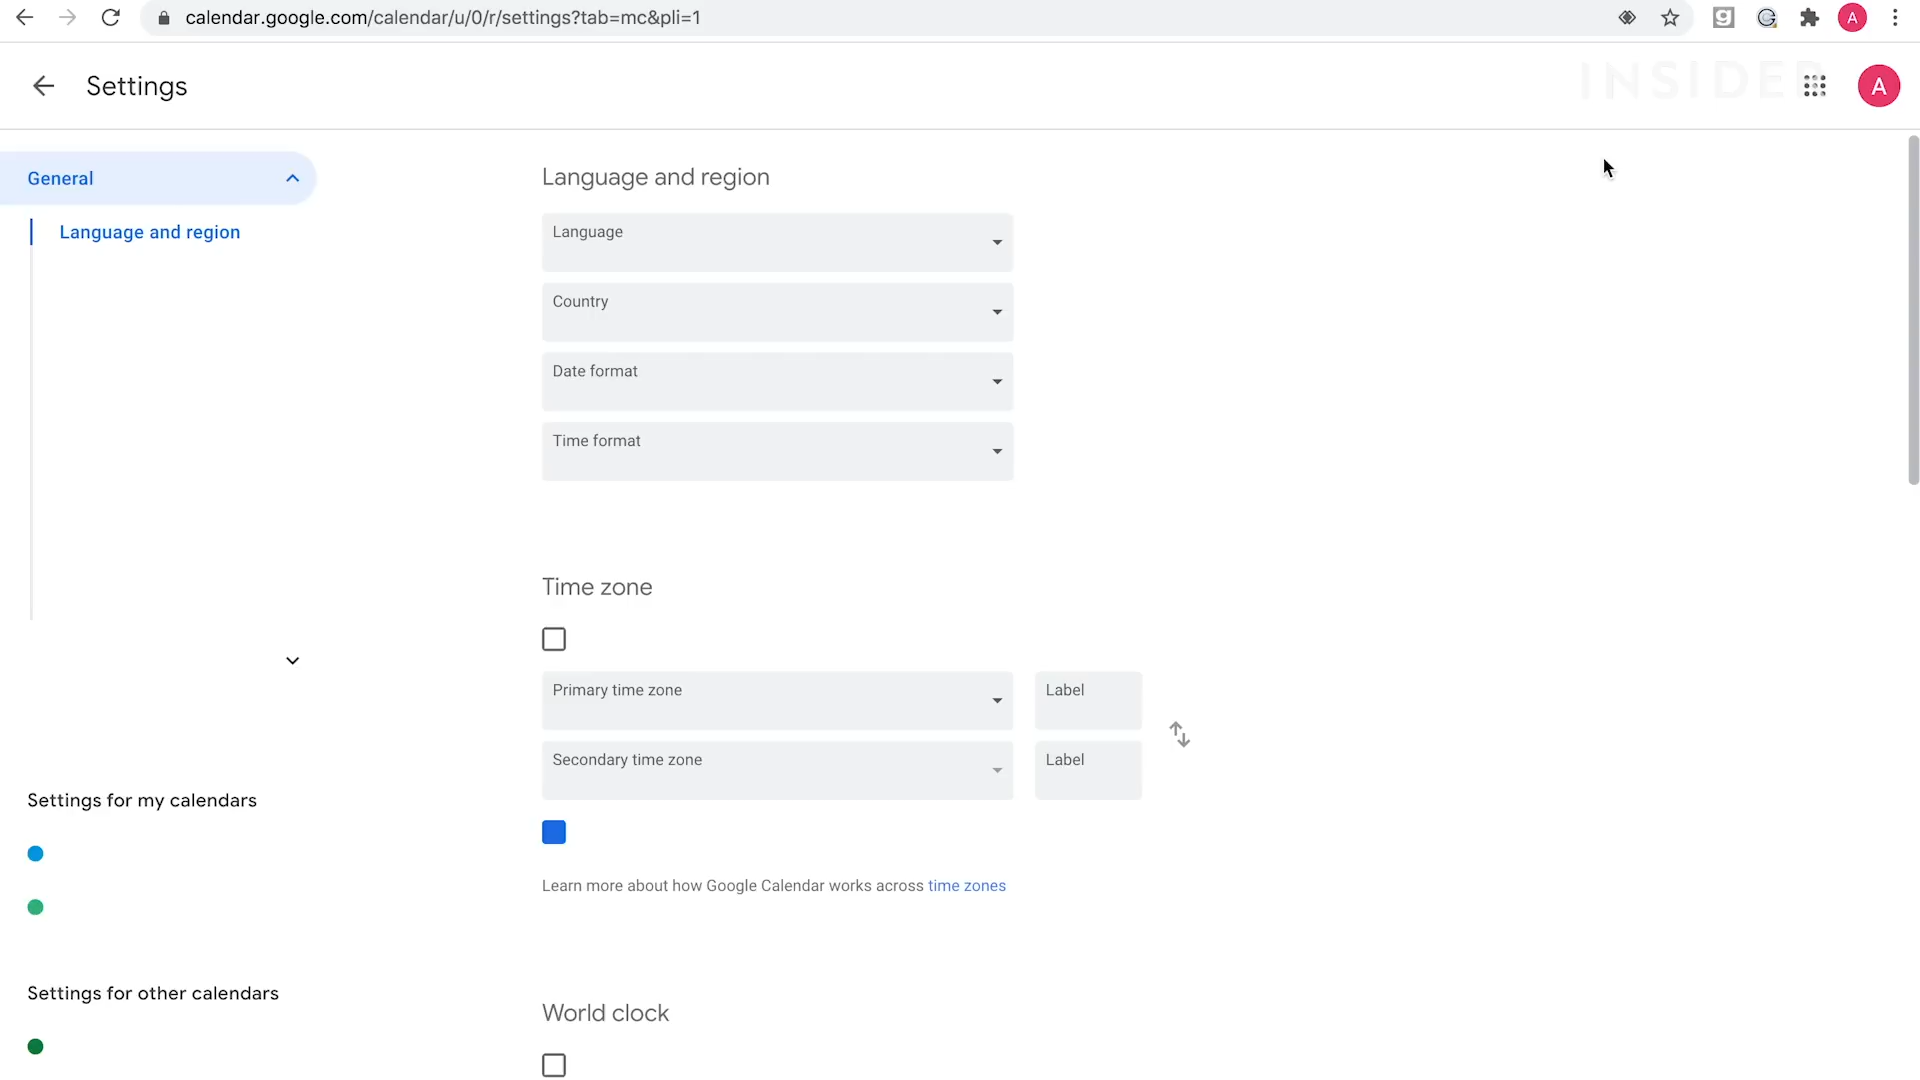 calendar.google.com/calendar/u/0/r/settings?tab=mc&pli=1
A
Settings
INSIDER
A
General
Language and region
Language and region
Language
Country
Date format
Time format
Time zone
Primary time zone
Label
Secondary time zone
Label
Learn more about how Google Calendar works across time zones
Settings for my calendars
Settings for other calendars
World clock